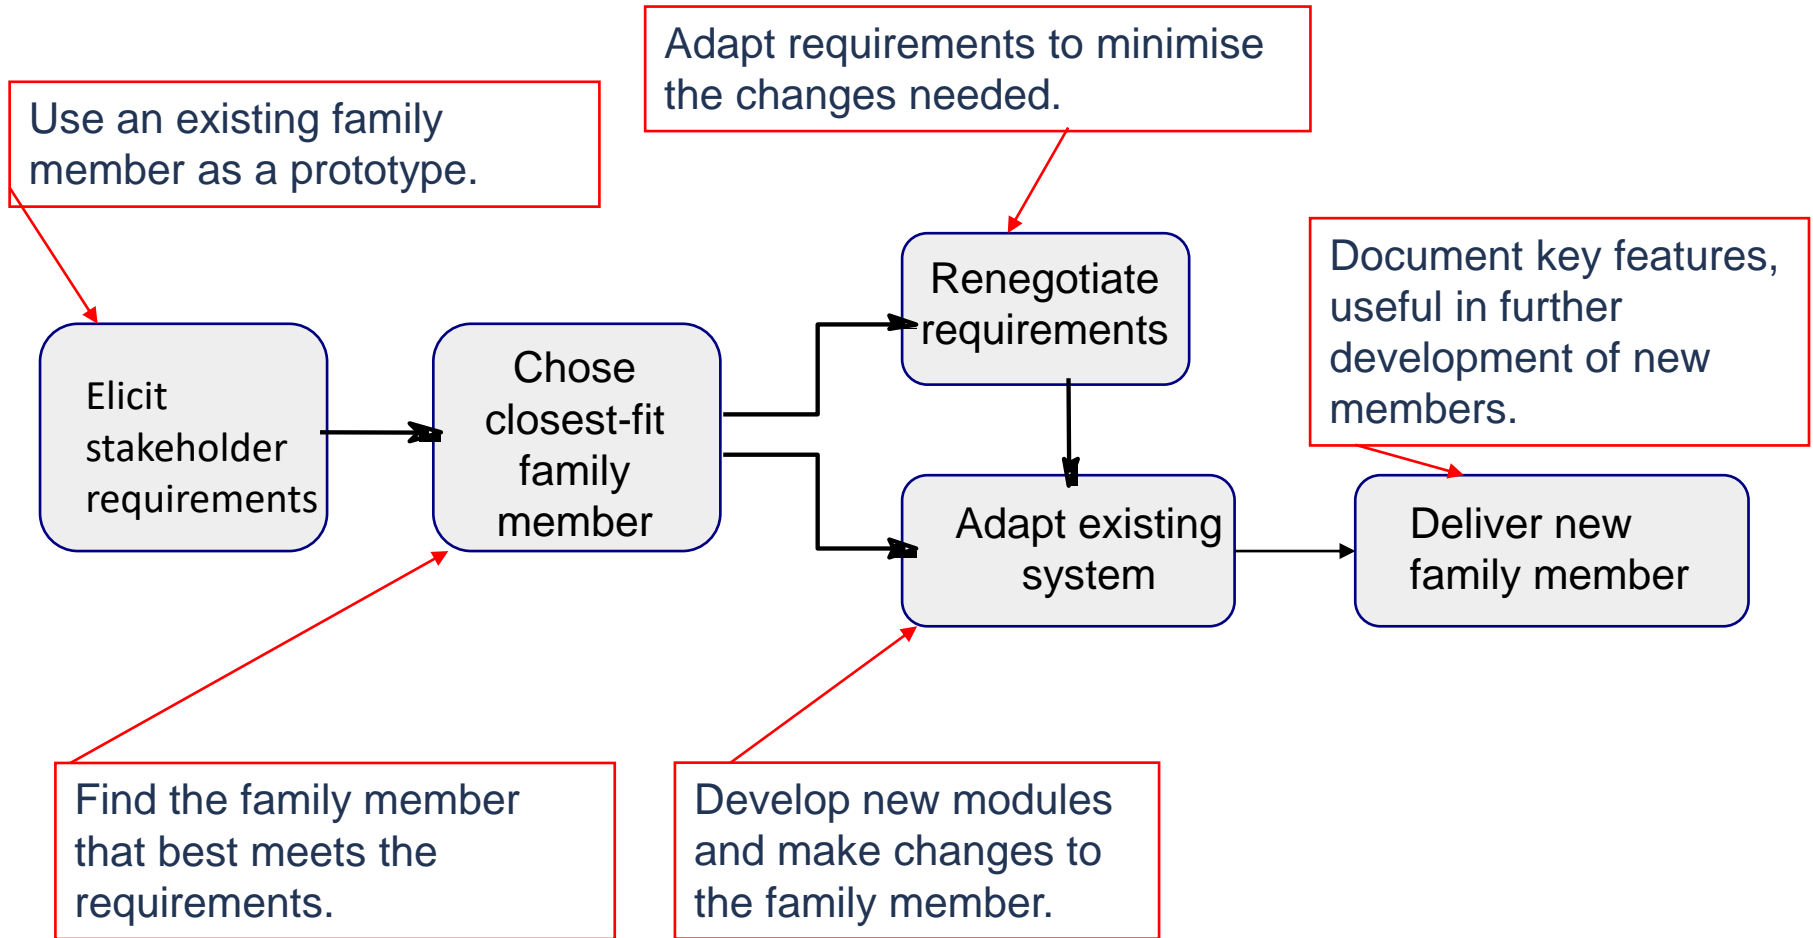 Adapt requirements to minimise
the changes needed.
Use an existing family
member as a prototype.
Renegotiate
requirements
Document key features,
useful in further
development of new
members.
Elicit
stakeholder
requirements
Chose
closest-fit
family
member
Adapt existing
system
Deliver new
family member
Find the family member
that best meets the
requirements.
Develop new modules
and make changes to
the family member.